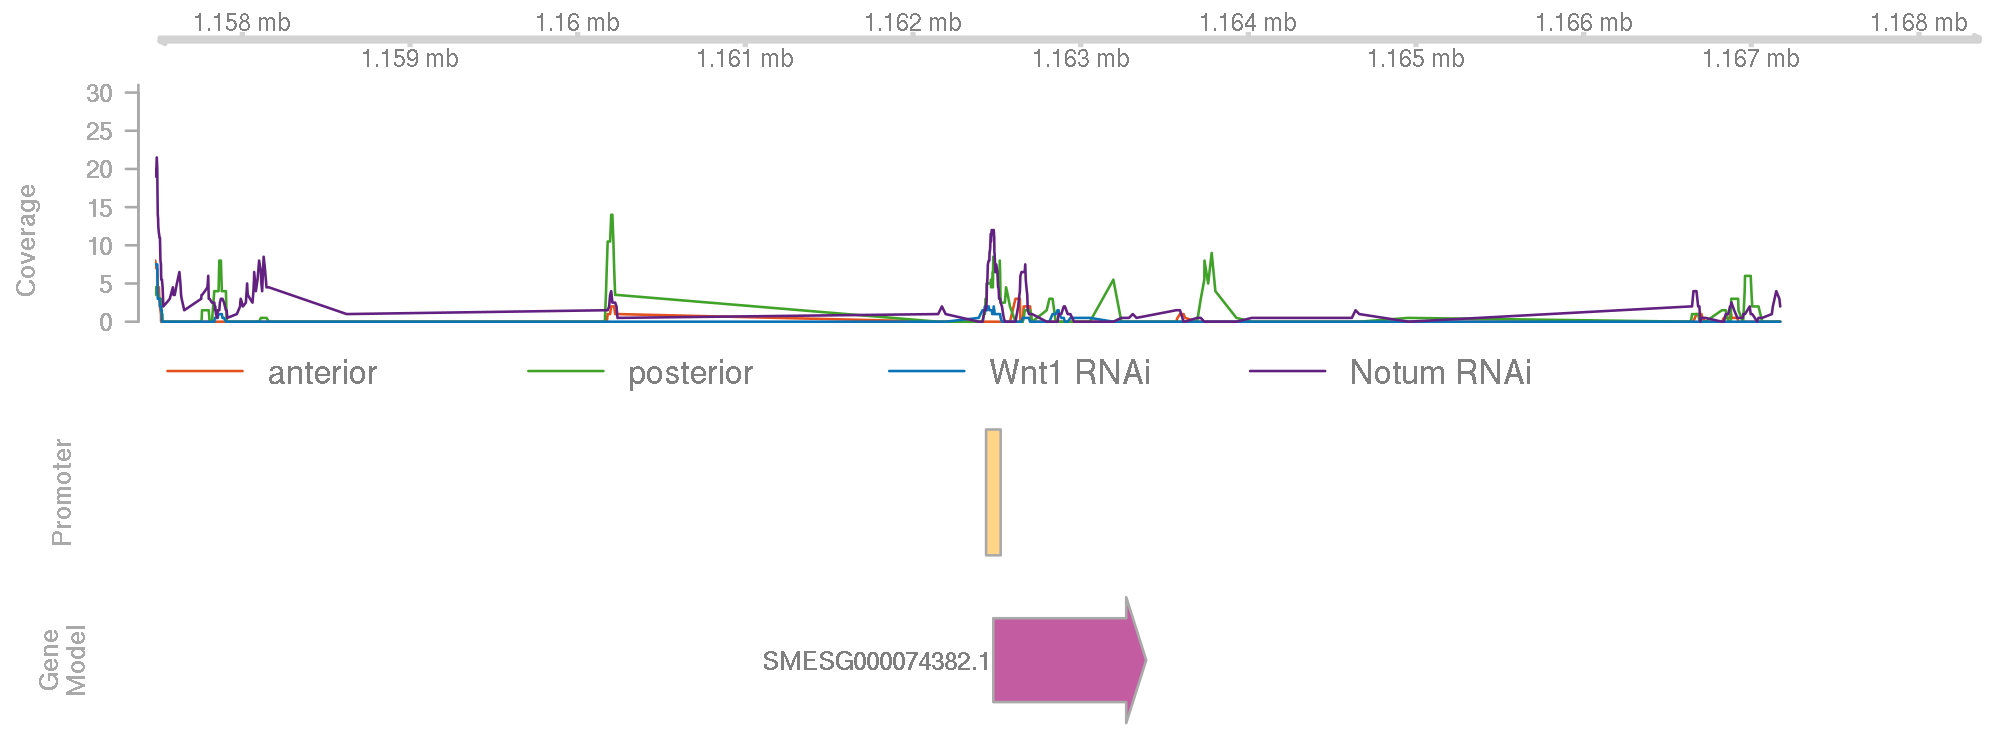 1.158 mb 1.16 mb 1.162 mb 1.164 mb 1.166 mb 1.168 mb
1.159 mb 1.161 mb 1.163 mb 1.165 mb 1.167 mb
30
25
20
15
10
5
0
Coverage
anterior posterior Wnt1 RNAi Notum RNAi
Promoter
Gene
Model
SMESG000074382.1